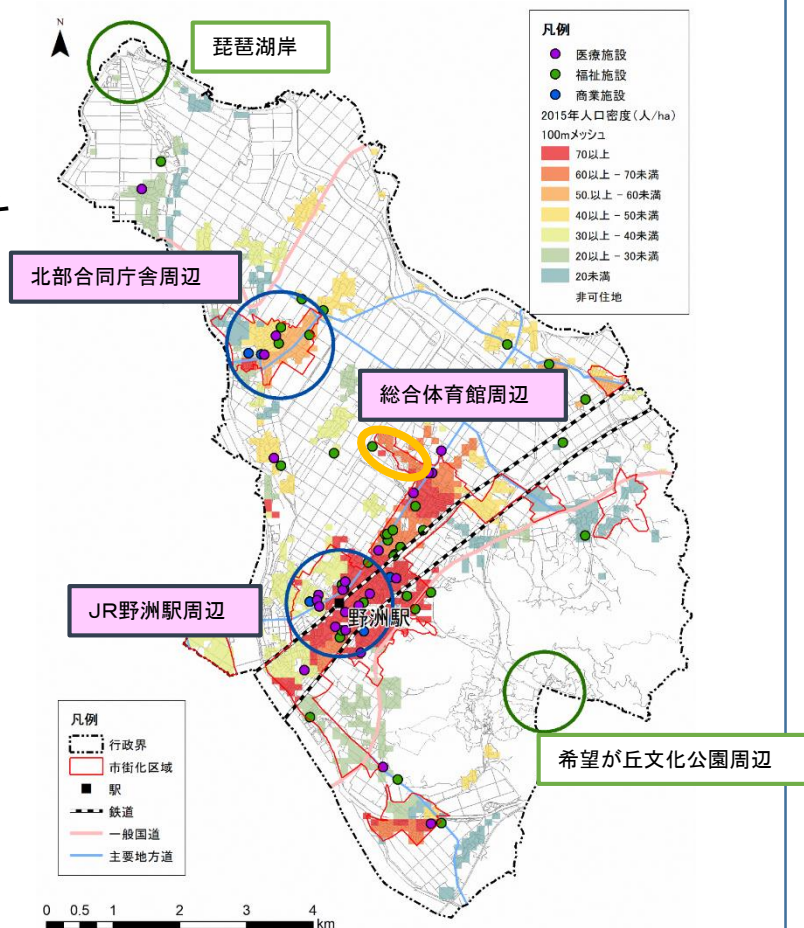 N
琵琶湖岸
凡例
医療施設
福祉施設
商業施設
2015年人口密度(人/ha)
100mメッシュ
70以上
60以上 - 70未満
50.以上 - 60未満
40以上 - 50未満
30以上 - 40未満
20以上 - 30未満
20未満
非可住地
北部合同庁舎周辺
総合体育館周辺
JR野洲駅周辺
野洲駅
希望が丘文化公園周辺
凡例
行政界
市街化区域
駅
鉄道
一般国道
主要地方道
0 0.5 1 2 3 4
km